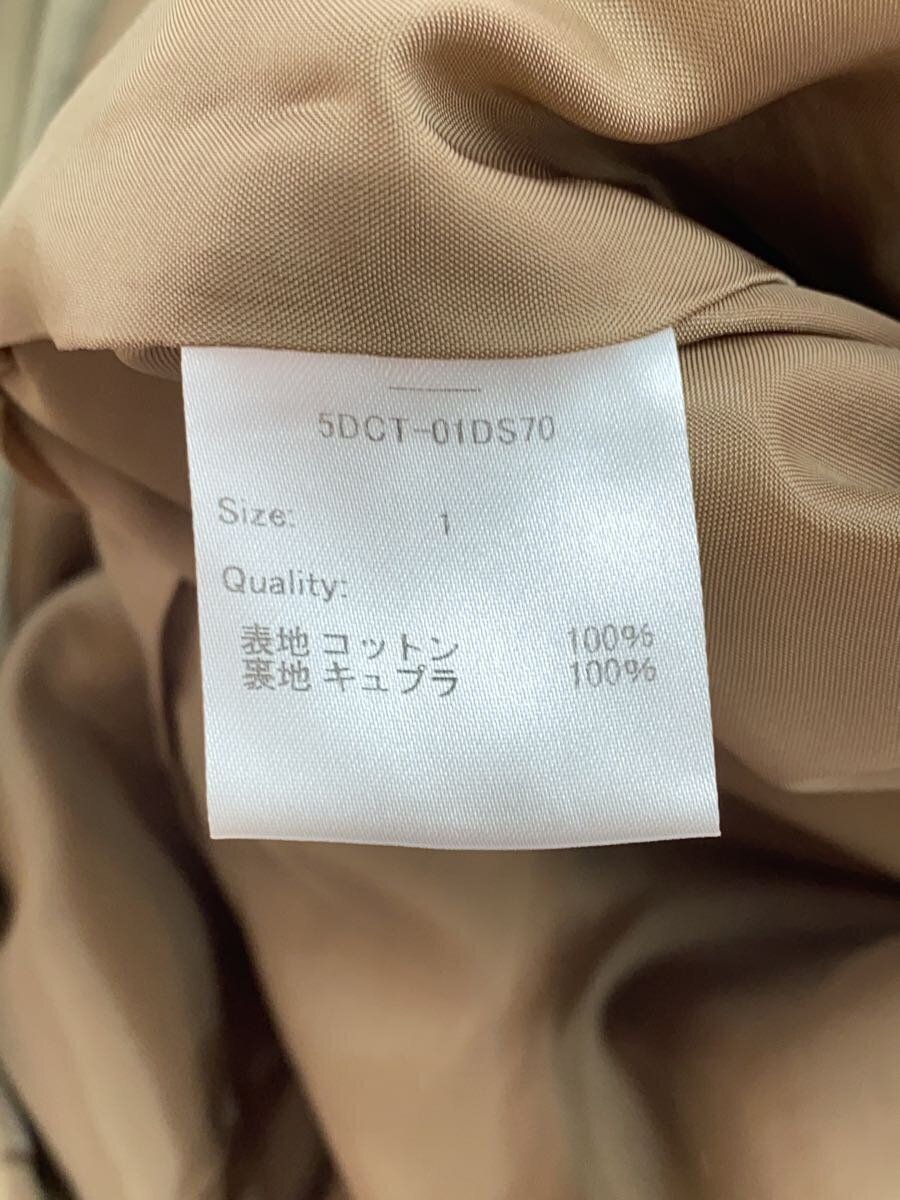 5DCT-01DS70
Size: 1
Quality:
表地 コットン 100%
裏地 キュプラ 100%